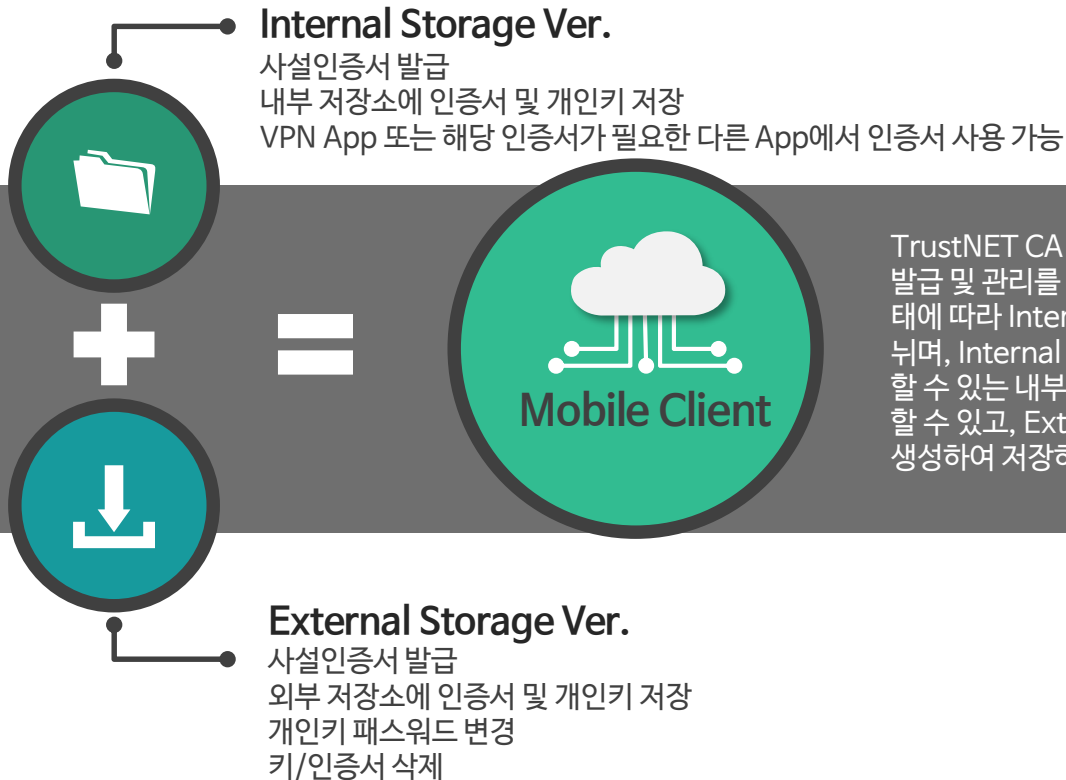 Internal Storage Ver.
사설인증서 발급
내부 저장소에 인증서 및 개인키 저장
VPN App 또는 해당 인증서가 필요한 다른 App에서 인증서 사용 가능
Mobile Client
TrustNET CA
발급 및 관리를
태에 따라 Inter
뉘며, Internal
할 수 있는 내부
할 수 있고, Ext
생성하여 저장하
External Storage Ver.
사설인증서 발급
외부 저장소에 인증서 및 개인키 저장
개인키 패스워드 변경
키/인증서 삭제